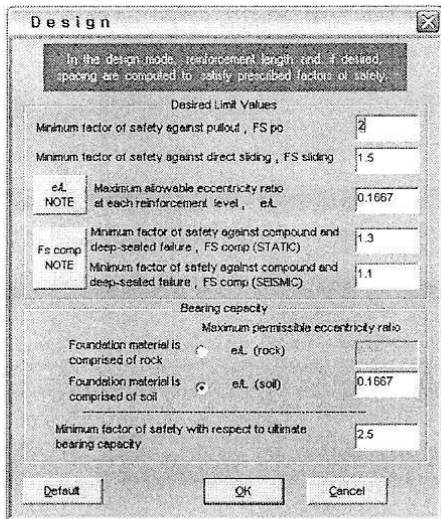 Design
In the design mode, reinforcement length and, if desired,
spacing are computed to satisfy prescribed factors of safety.
Desired Limit Values
Minimum factor of safety against pullout , FS po
2
Minimum factor of safety against direct sliding , FS sliding
1.5
e/L
NOTE
Maximum allowable eccentricity ratio
at each reinforcement level , e/L
0.1667
Fs comp
NOTE
Minimum factor of safety against compound and
deep-seated failure , FS comp (STATIC)
1.3
Minimum factor of safety against compound and
deep-seated failure , FS comp (SEISMIC)
1.1
Bearing capacity
Maximum permissible eccentricity ratio
Foundation material is
comprised of rock
e/L (rock)
Foundation material is
comprised of soil
e/L (soil)
0.1667
Minimum factor of safety with respect to ultimate
bearing capacity
2.5
Default
OK
Cancel